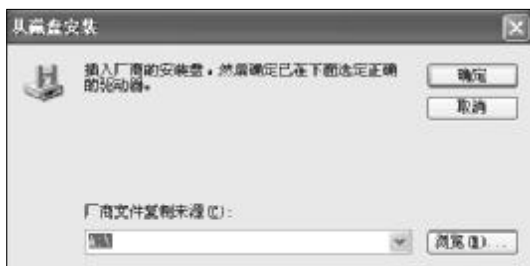 从磁盘安装
插入厂商的安装盘，然后确定已在下面选定正确
的驱动器。
确定
取消
厂商文件复制来源(C):
浏览(B)...